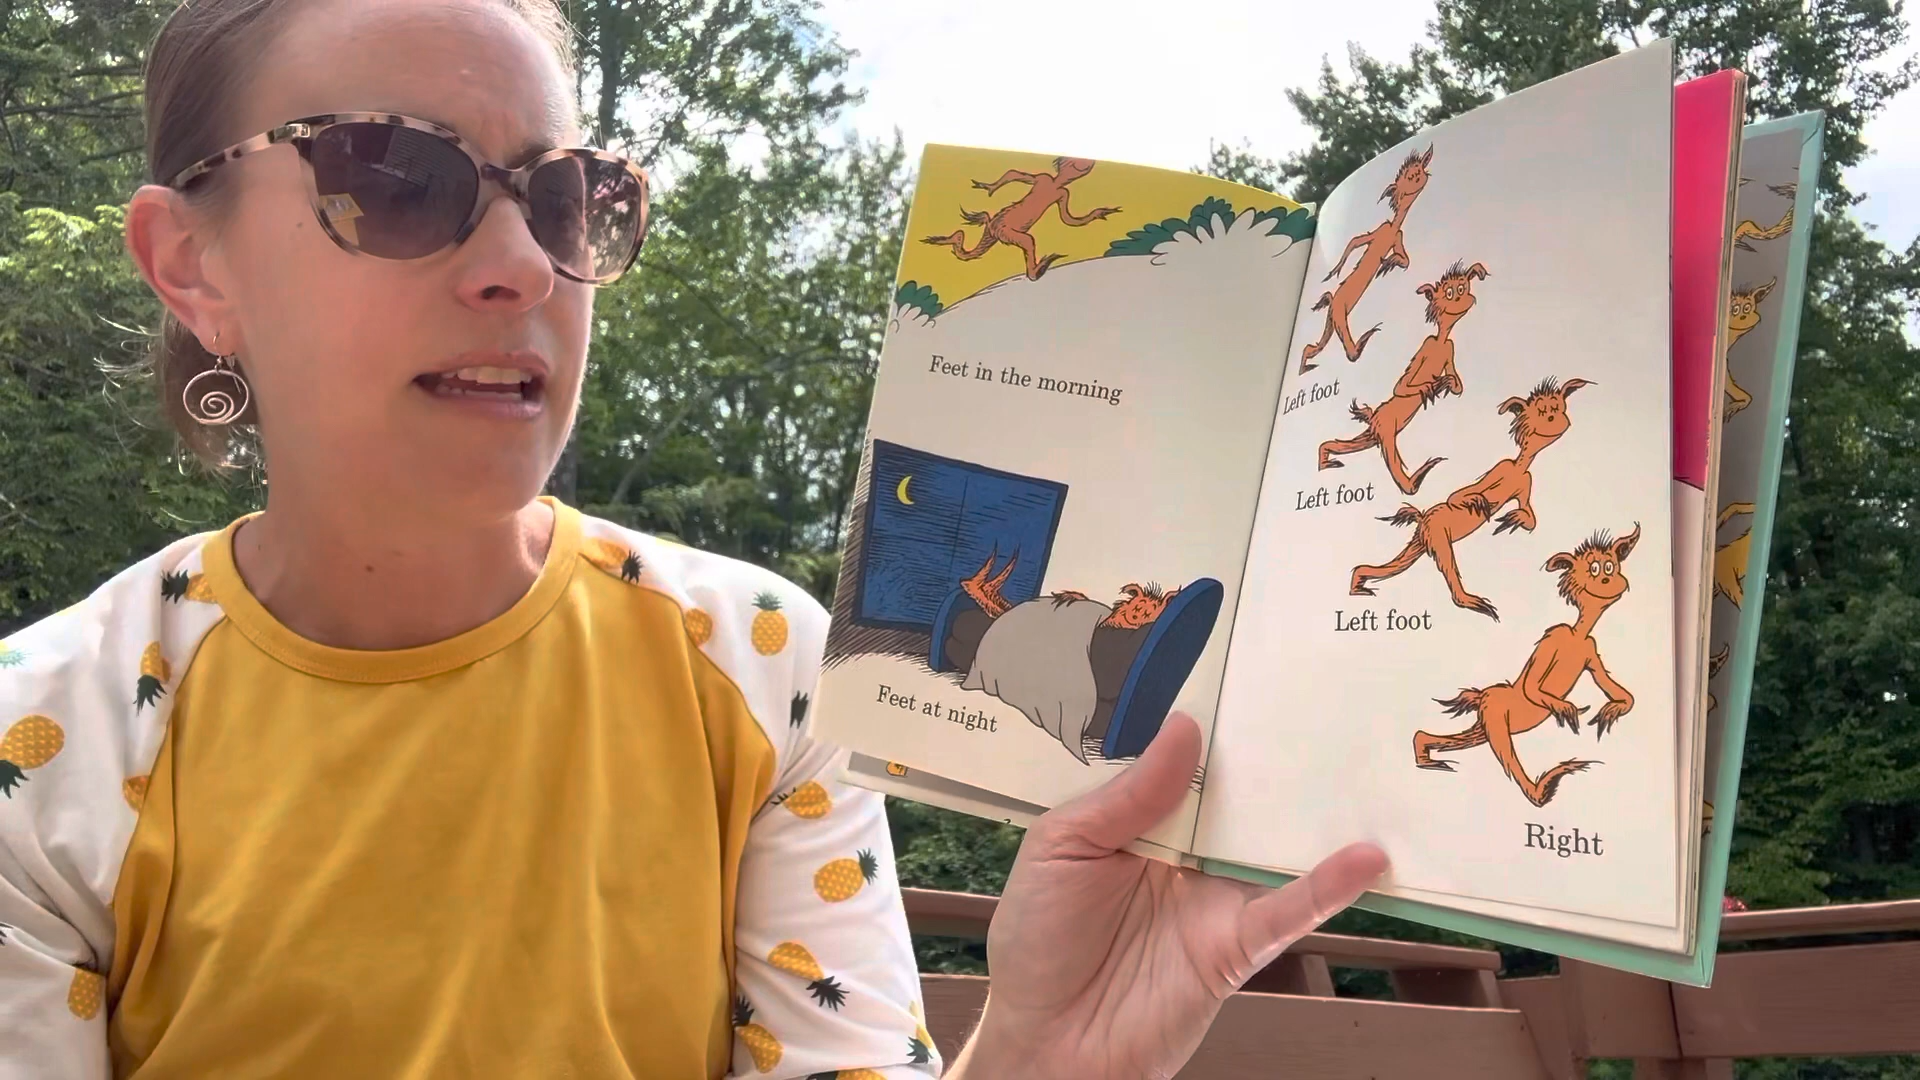 Feet in the morning
Feet at night
Left foot
Left foot
Left foot
Right